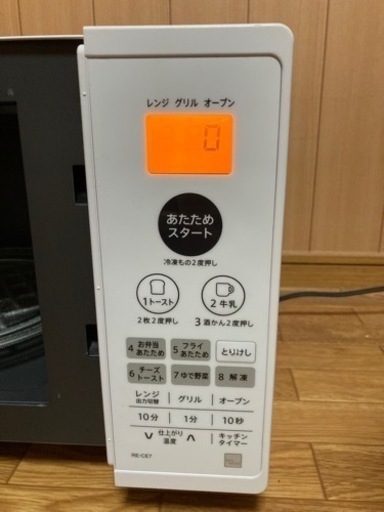 レンジ グリル オーブン
0
あたため
スタート
冷凍もの2度押し
1トースト
2牛乳
2枚2度押し
3酒かん2度押し
4 お弁当あたため
5 フライあたため
とりけし
6 チーズトースト
7ゆで野菜
8 解凍
レンジ
出力切替
グリル
オーブン
10分
1分
10秒
仕上がり
温度
キッチン
タイマー
RE-CE7